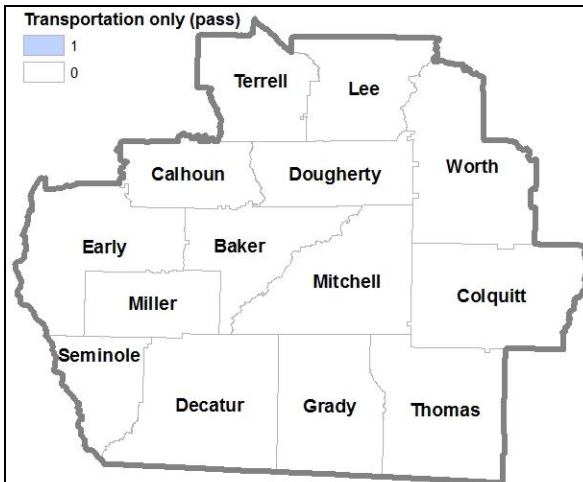 Transportation only (pass)
1
0
Terrell
Lee
Worth
Calhoun
Dougherty
Early
Baker
Mitchell
Colquitt
Miller
Seminole
Decatur
Grady
Thomas